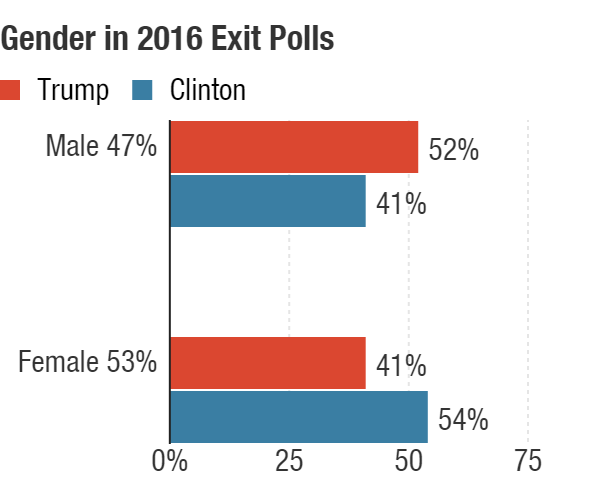 Gender in 2016 Exit Polls
Trump Clinton
Male 47%
52%
41%
Female 53%
41%
54%
0% 25 50 75